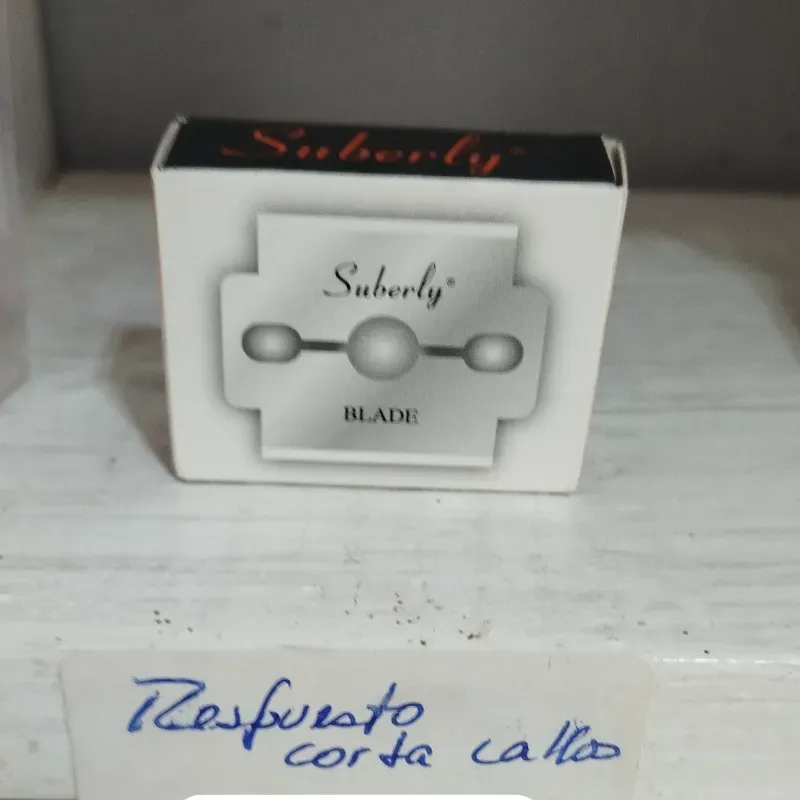 Suberly
Suberly®
BLADE
Respuesto
corta callos